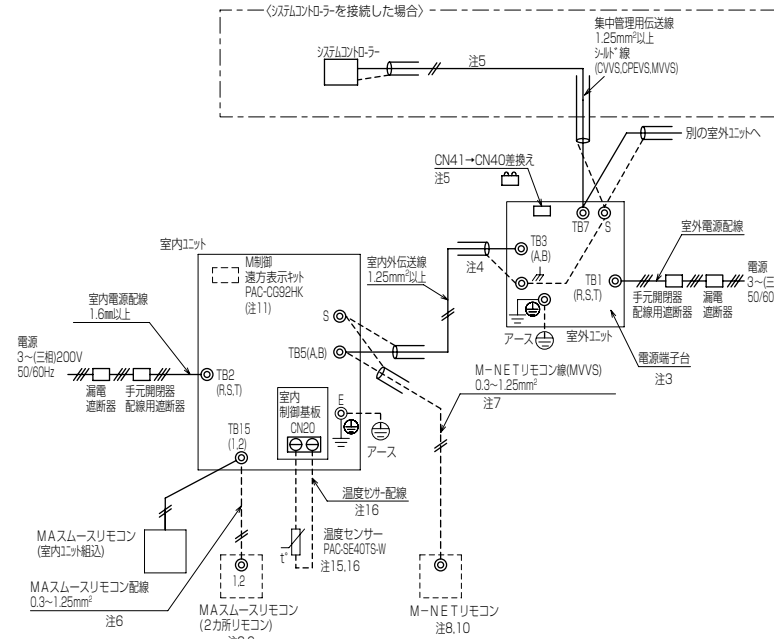 〈システムコントローラーを接続した場合〉
システムコントローラー
注5
集中管理用伝送線
1.25mm²以上
シールド線
(CVVS,CPEVS,MVVS)
別の室外ユニットへ
CN41→CN40差換え
注5
TB7
S
室外電源配線
TB3
(A,B)
注4
TB1
(R,S,T)
電源
3~(三
50/60
手元開閉器
配線用遮断器
漏電
遮断器
アース
室外ユニット
電源端子台
注3
室内ユニット
M制御
遠方表示キット
PAC-CG92HK
(注11)
室内外伝送線
1.25mm²以上
室内電源配線
1.6mm以上
S
TB5(A,B)
電源
3~(三相)200V
50/60Hz
漏電
遮断器
手元開閉器
配線用遮断器
TB2
(R,S,T)
M-NETリモコン線(MVVS)
0.3~1.25mm²
注7
室内
制御基板
CN20
E
アース
TB15
(1,2)
温度センサー配線
注16
MAスムースリモコン
(室内ユニット組込)
温度センサー
PAC-SE40TS-W
注15,16
t°
MAスムースリモコン配線
0.3~1.25mm²
注6
1,2
MAスムースリモコン
(2カ所リモコン)
M-NETリモコン
注8,10